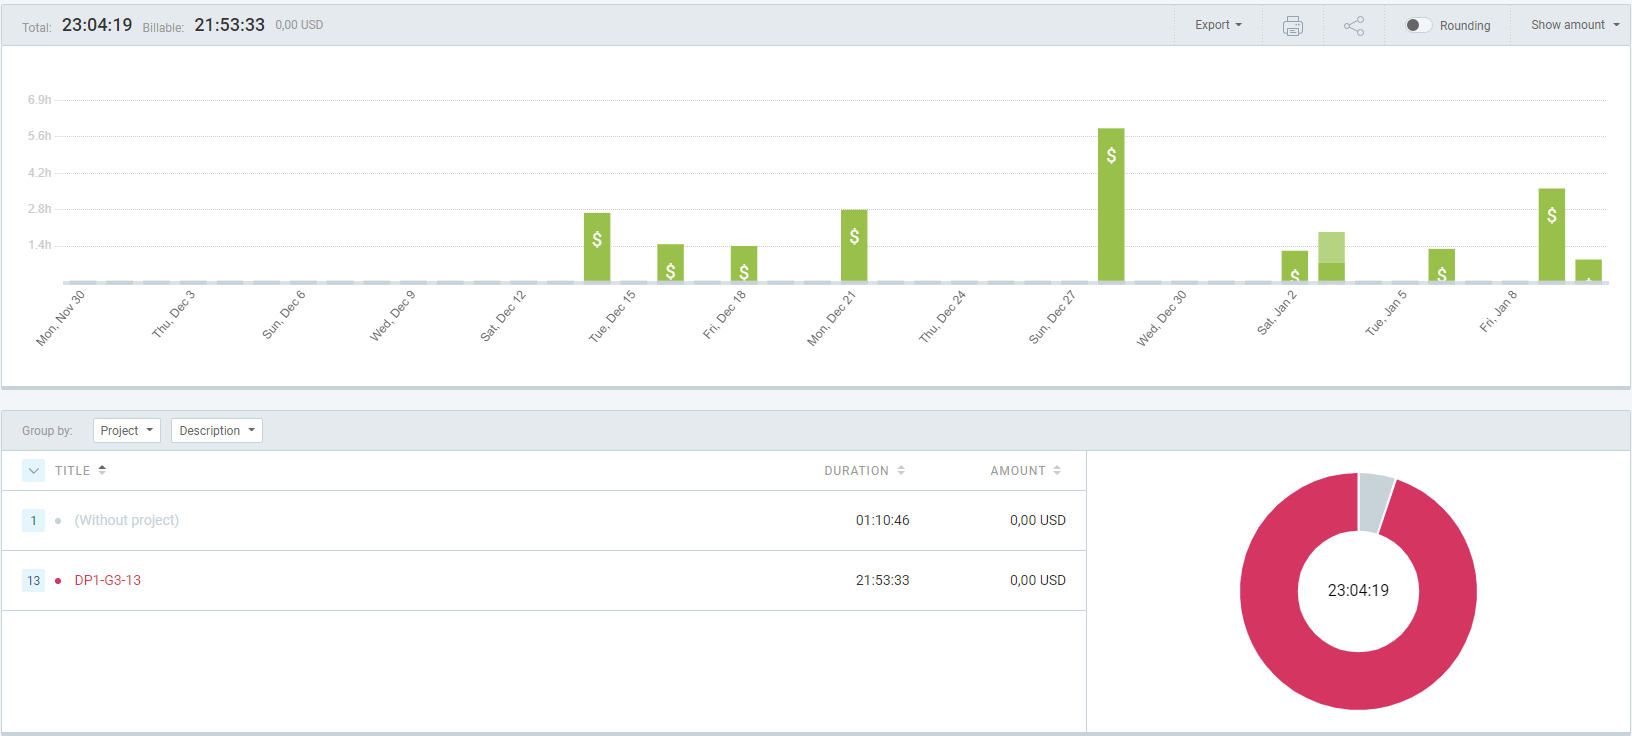 Total: 23:04:19 Billable: 21:53:33 0,00 USD Export Rounding Show amount
6.9h
5.6h
4.2h
2.8h
1.4h
$ $ $ $ $ $ $ $
Mon, Nov 30 Thu, Dec 3 Sun, Dec 6 Wed, Dec 9 Sat, Dec 12 Tue, Dec 15 Fri, Dec 18 Mon, Dec 21 Thu, Dec 24 Sun, Dec 27 Wed, Dec 30 Sat, Jan 2 Tue, Jan 5 Fri, Jan 8
Group by: Project Description
TITLE DURATION AMOUNT
1 (Without project) 01:10:46 0,00 USD
13 DP1-G3-13 21:53:33 0,00 USD
23:04:19